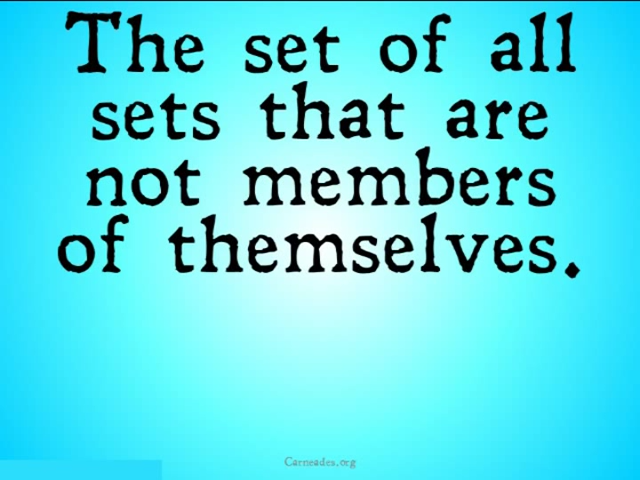 The set of all
sets that are
not members
of themselves.
Carneades.org